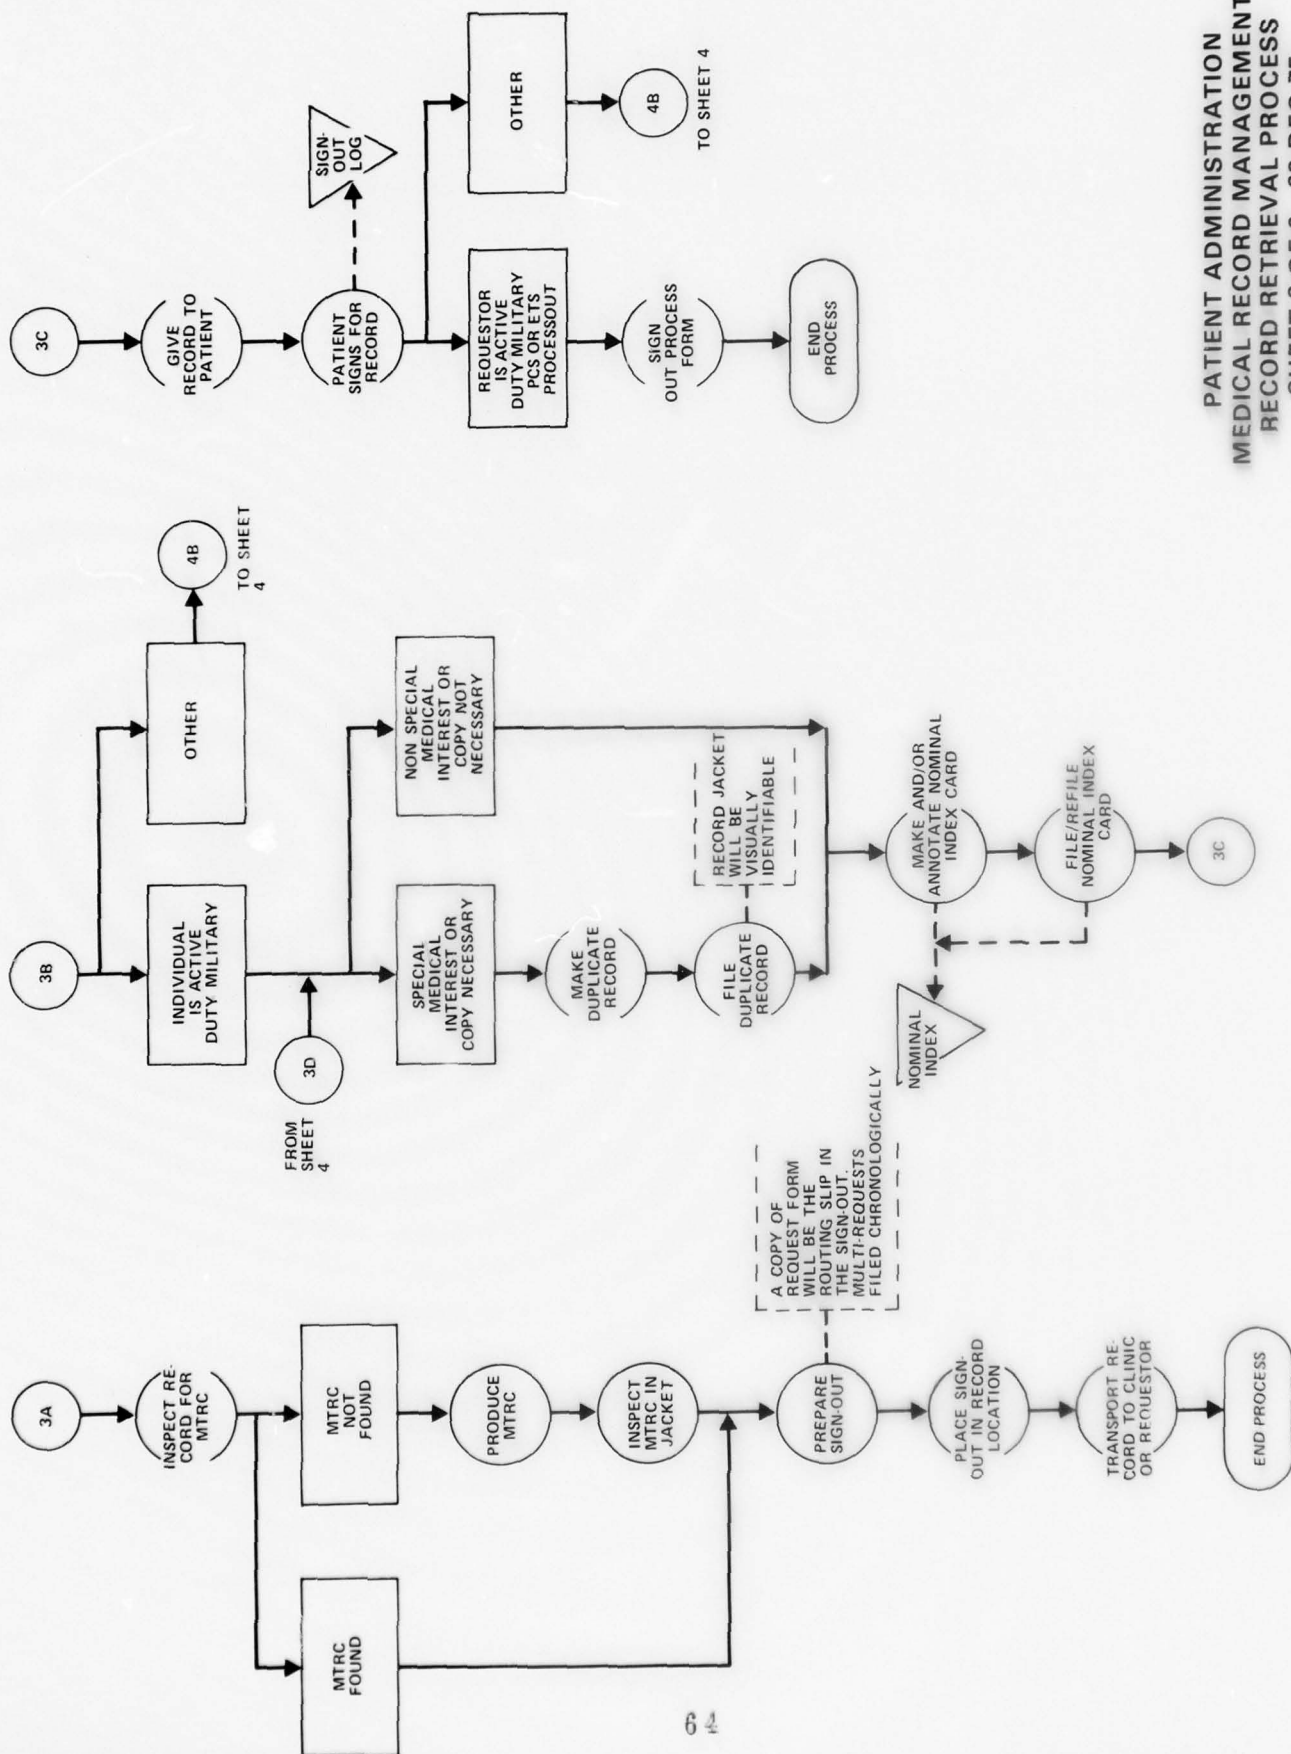 3A
INSPECT RE-
CORD FOR
MTRC
MTRC
FOUND
MTRC
NOT
FOUND
PRODUCE
MTRC
INSPECT
MTRC IN
JACKET
PREPARE
SIGN-OUT
A COPY OF
REQUEST FORM
WILL BE THE
ROUTING SLIP IN
THE SIGN-OUT.
MULTI-REQUESTS
FILED CHRONOLOGICALLY
PLACE SIGN-
OUT IN RECORD
LOCATION
TRANSPORT RE-
CORD TO CLINIC
OR REQUESTOR
END PROCESS
3B
INDIVIDUAL
IS ACTIVE
DUTY MILITARY
OTHER
4B
TO SHEET
4
FROM
SHEET
4
3D
SPECIAL
MEDICAL
INTEREST OR
COPY NECESSARY
NON SPECIAL
MEDICAL
INTEREST OR
COPY NOT
NECESSARY
MAKE
DUPLICATE
RECORD
FILE
DUPLICATE
RECORD
RECORD JACKET
WILL BE
VISUALLY
IDENTIFIABLE
MAKE AND/OR
ANNOTATE NOMINAL
INDEX CARD
NOMINAL
INDEX
FILE/REFILE
NOMINAL INDEX
CARD
3C
3C
GIVE
RECORD TO
PATIENT
PATIENT
SIGNS FOR
RECORD
SIGN-
OUT
LOG
REQUESTOR
IS ACTIVE
DUTY MILITARY
PCS OR ETS
PROCESSOUT
OTHER
4B
TO SHEET 4
SIGN
OUT PROCESS
FORM
END
PROCESS
PATIENT ADMINISTRATION
MEDICAL RECORD MANAGEMENT
RECORD RETRIEVAL PROCESS
64